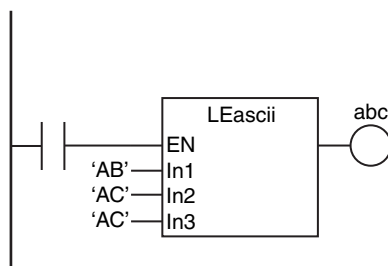 LEascii
abc
EN
‘AB’ In1
‘AC’ In2
‘AC’ In3